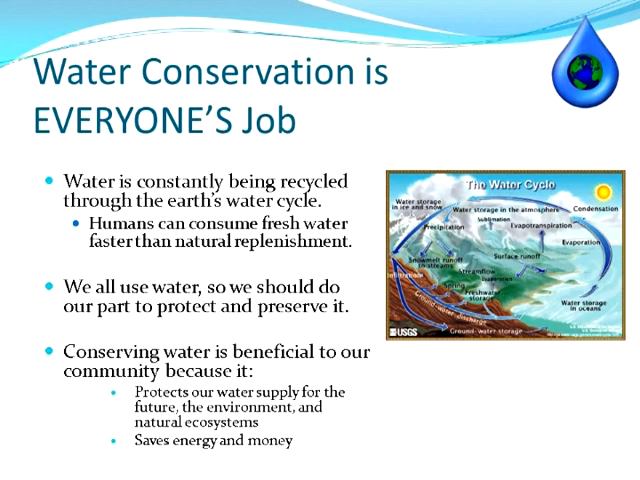 Water Conservation is
EVERYONE'S Job
Water is constantly being recycled
through the earth's water cycle.
Humans can consume fresh water
faster than natural replenishment.
We all use water, so we should do
our part to protect and preserve it.
Conserving water is beneficial to our
community because it:
Protects our water supply for the
future, the environment, and
natural ecosystems
Saves energy and money
The Water Cycle
Water storage
in ice and snow
Water storage in the atmosphere
Condensation
Sublimation
Precipitation
Evapotranspiration
Evaporation
Snowmelt runoff
to streams
Surface runoff
Infiltration
Streamflow
Evaporation
Spring
Freshwater
storage
Ground-water discharge
Water storage
in oceans
Ground-water storage
USGS